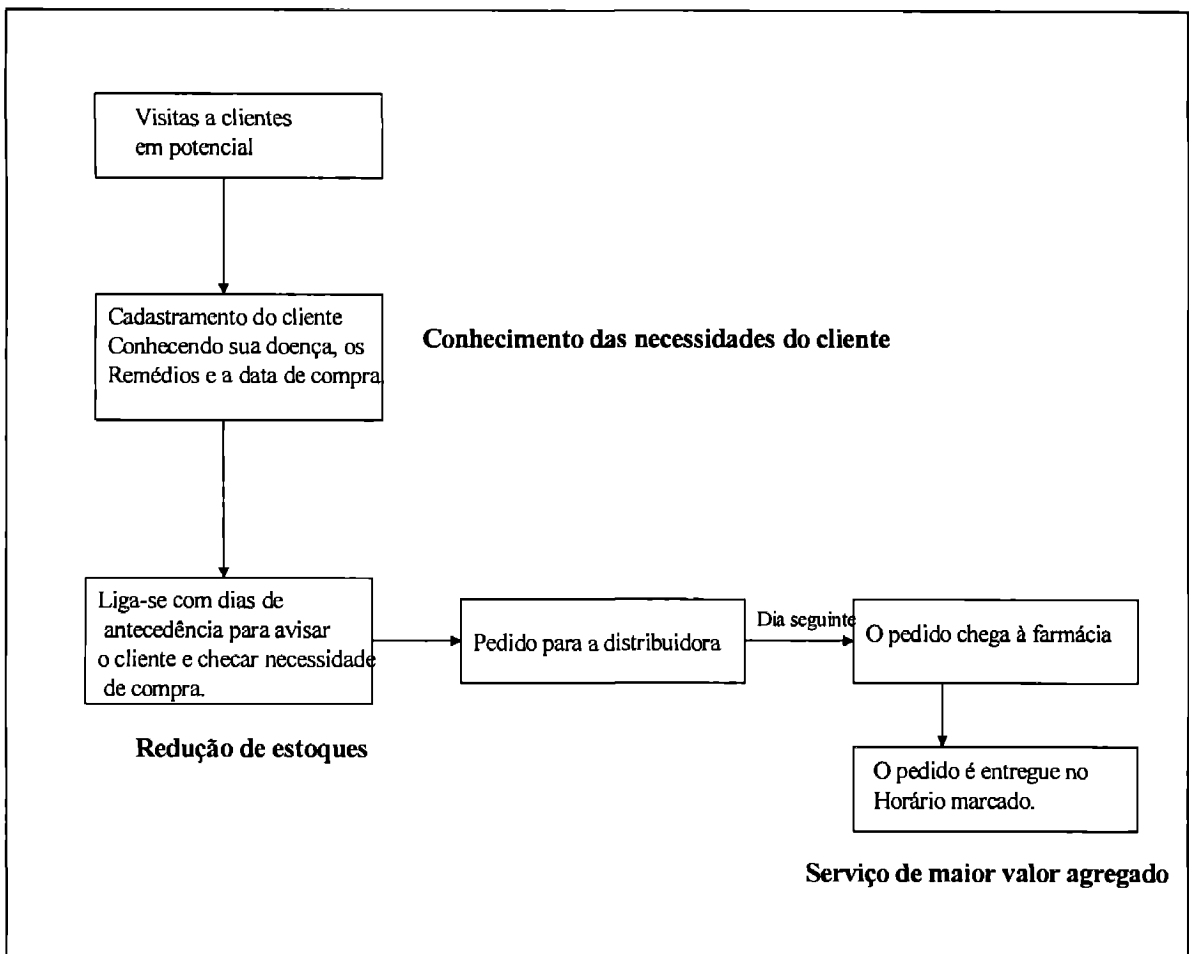 Visitas a clientes
em potencial
Cadastramento do cliente
Conhecendo sua doença, os
Remédios e a data de compra.
Conhecimento das necessidades do cliente
Liga-se com dias de
antecedência para avisar
o cliente e checar necessidade
de compra.
Pedido para a distribuidora
Dia seguinte
O pedido chega à farmácia
Redução de estoques
O pedido é entregue no
Horário marcado.
Serviço de maior valor agregado